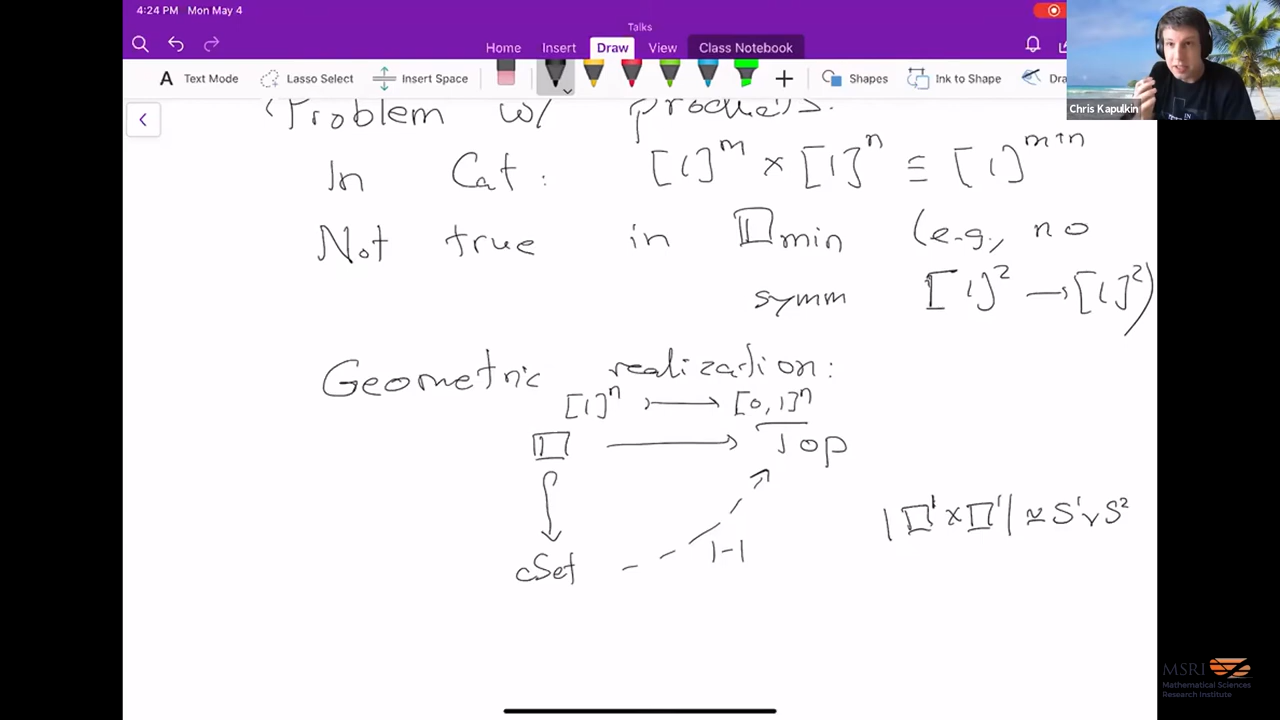 4:24 PM Mon May 4
Talks
Home Insert Draw View Class Notebook
Text Mode Lasso Select Insert Space Shapes Ink to Shape Dra
Chris Kapulkin
(Problem w/ products:
In Cat: [1]^m × [1]^n ≅ [1]^{m+n}
Not true in □min (e.g., no
symm [1]^2 → [1]^2)
Geometric realization:
[1]^n ↦ [0,1]^n
□ → Top
cSet
|-|
|□^1 × □^1| ≃ S^1 ∨ S^2
MSRI
Mathematical Sciences
Research Institute